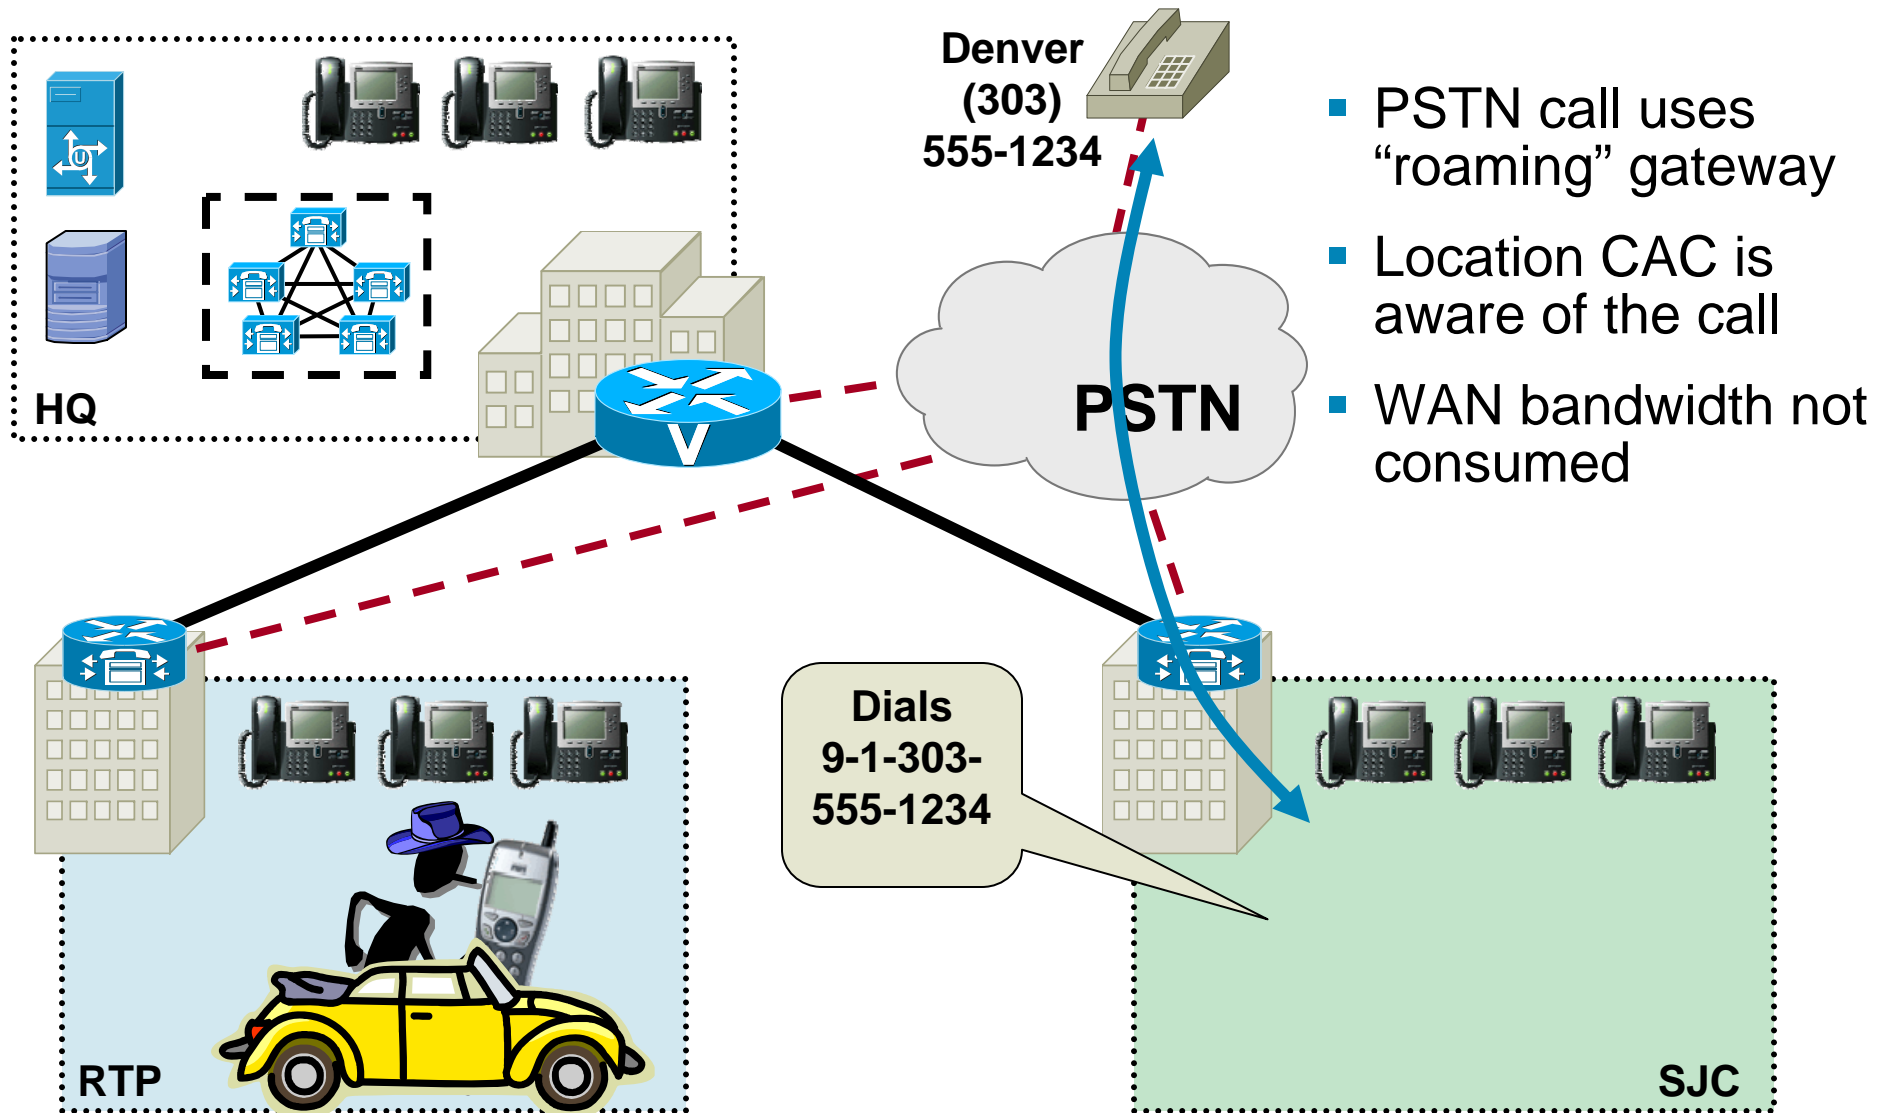 Denver
(303)
555-1234
PSTN call uses
“roaming” gateway
Location CAC is
aware of the call
WAN bandwidth not
consumed
U
HQ
PSTN
V
Dials
9-1-303-
555-1234
RTP
SJC